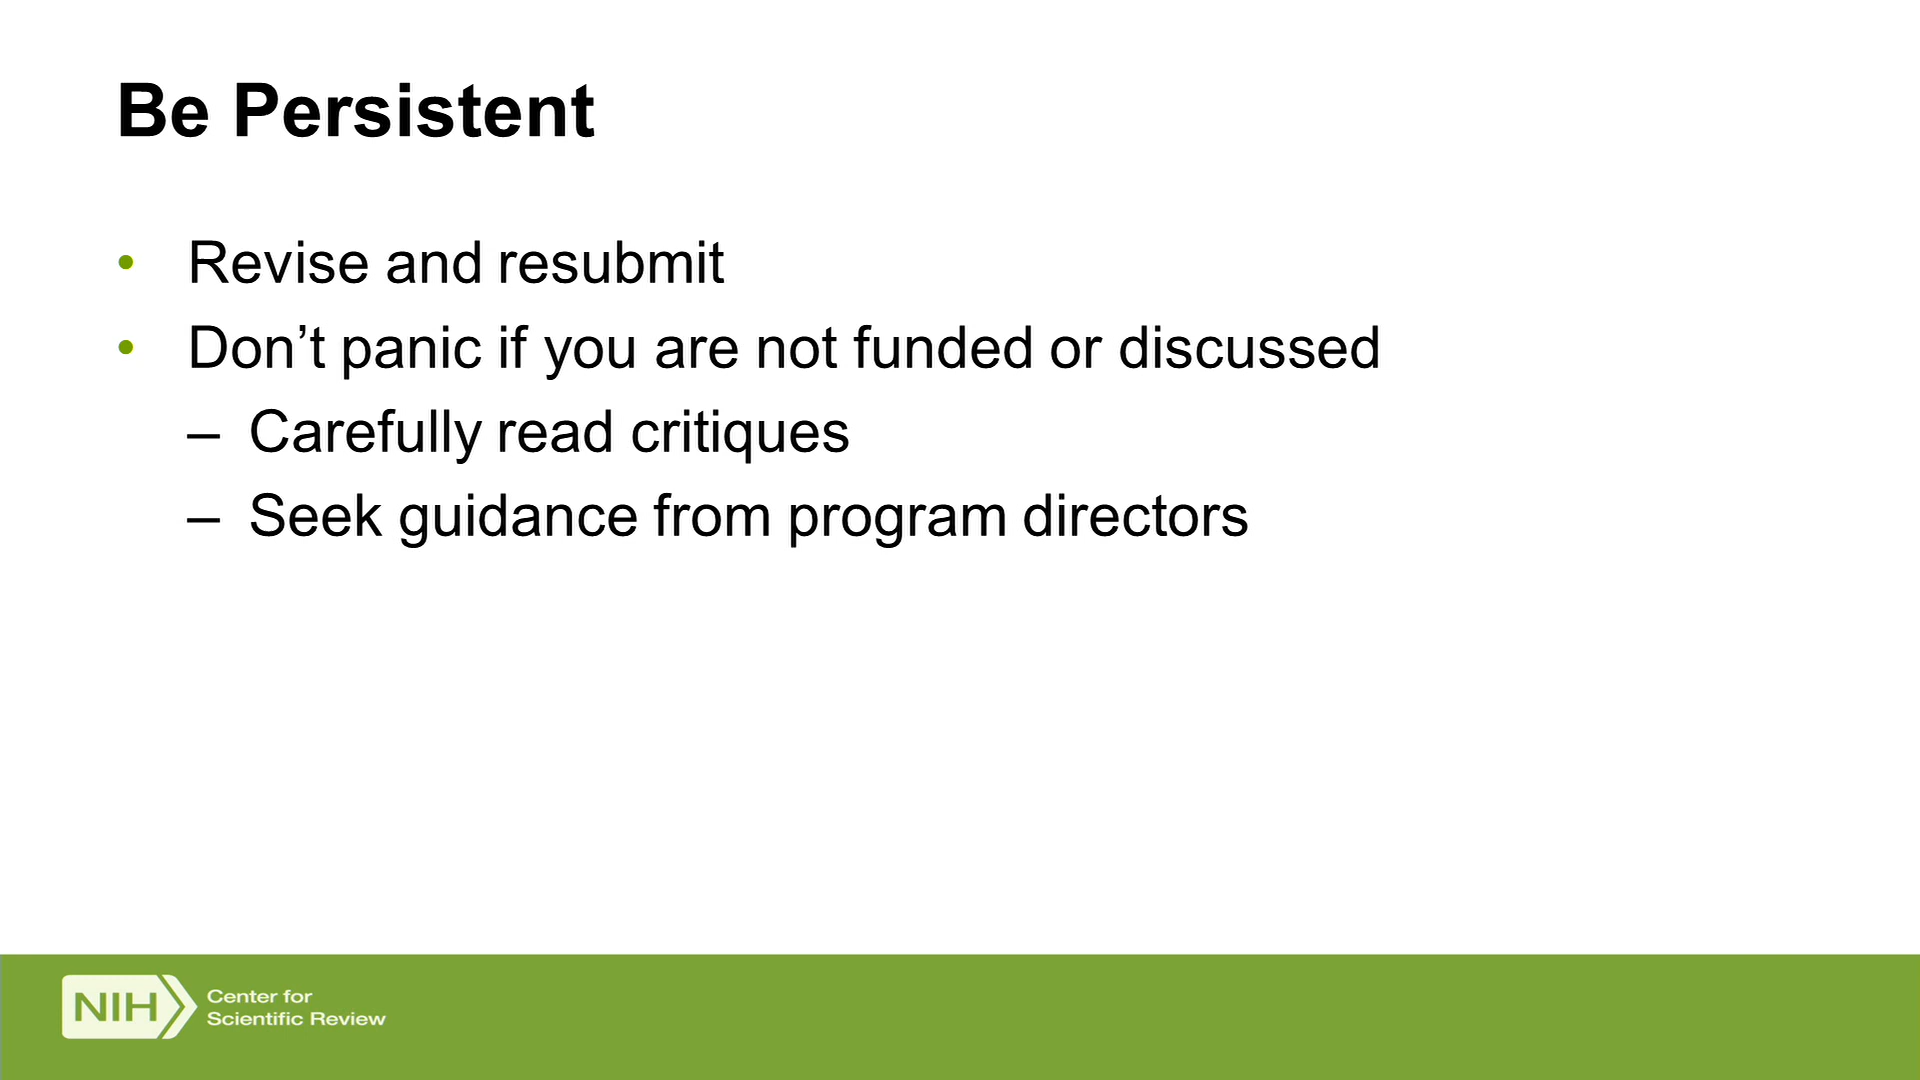 Be Persistent
• Revise and resubmit
• Don’t panic if you are not funded or discussed
– Carefully read critiques
– Seek guidance from program directors
NIH
Center for
Scientific Review